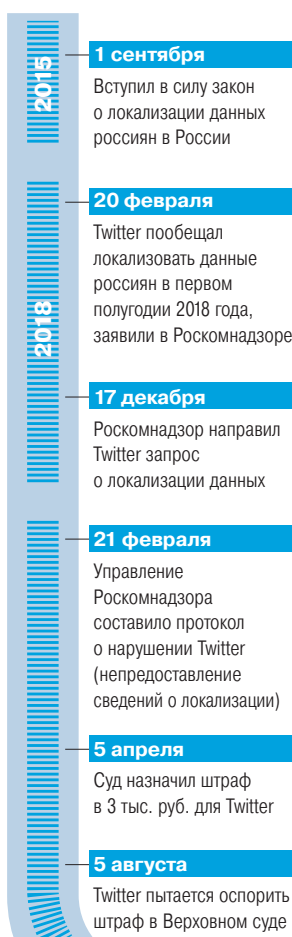 2015
1 сентября
Вступил в силу закон
о локализации данных
россиян в России
2018
20 февраля
Twitter пообещал
локализовать данные
россиян в первом
полугодии 2018 года,
заявили в Роскомнадзоре
17 декабря
Роскомнадзор направил
Twitter запрос
о локализации данных
21 февраля
Управление
Роскомнадзора
составило протокол
о нарушении Twitter
(непредоставление
сведений о локализации)
5 апреля
Суд назначил штраф
в 3 тыс. руб. для Twitter
5 августа
Twitter пытается оспорить
штраф в Верховном суде